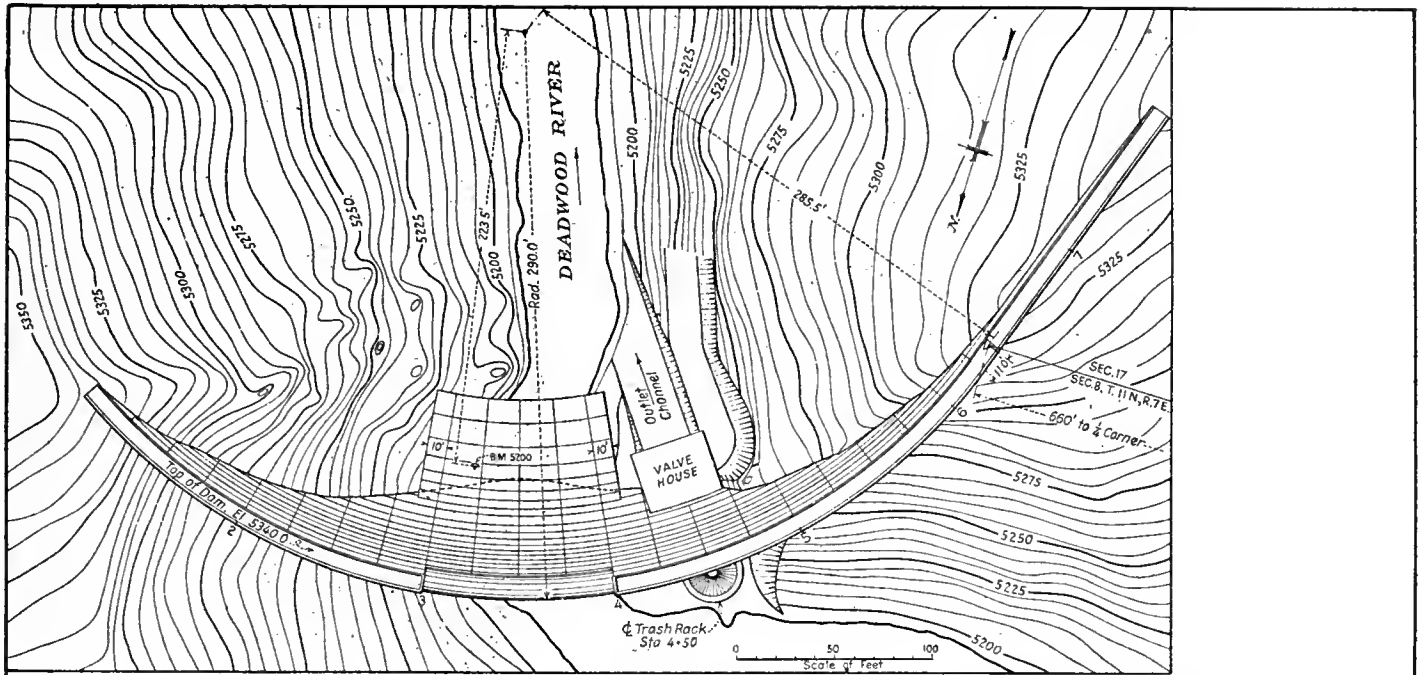 5225
5250
5200
5275
5300
5325
N.
DEADWOOD RIVER
223.5'
Rad. 290.0'
285.5'
5250.
5225
5275
5200
5300
5325
5350
7
5325
SEC. 17
SEC. 8, T. 11 N., R. 7 E.
660' to ¼ Corner
6
Outlet
Channel
VALVE
HOUSE
10'
B.M. 5200
10'
Top of Dam, El. 5340.0
2
3
4
5
5275
5250
5225
5200
℄ Trash Rack
Sta 4+50
0 50 100
Scale of Feet